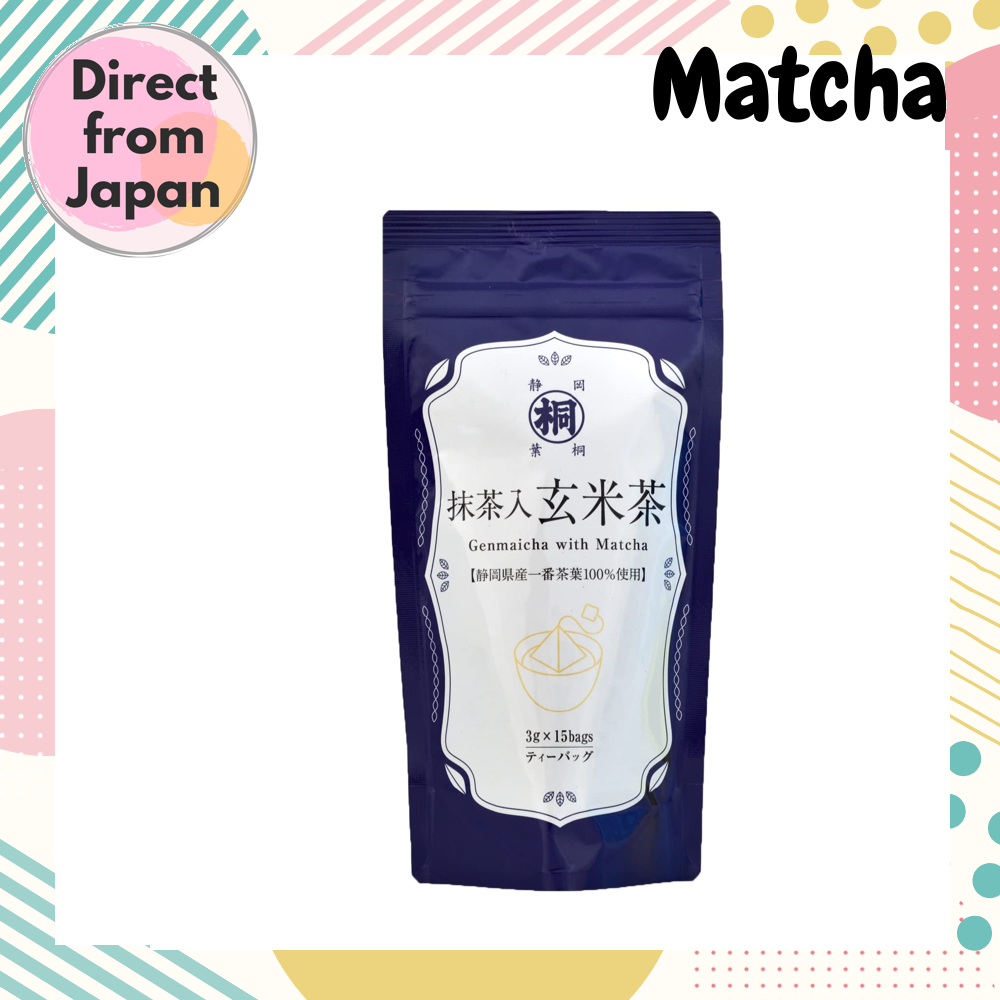 Direct
from
Japan
Matcha
静岡
桐
葉桐
抹茶入玄米茶
Genmaicha with Matcha
【静岡県産一番茶葉100%使用】
3g×15bags
ティーバッグ